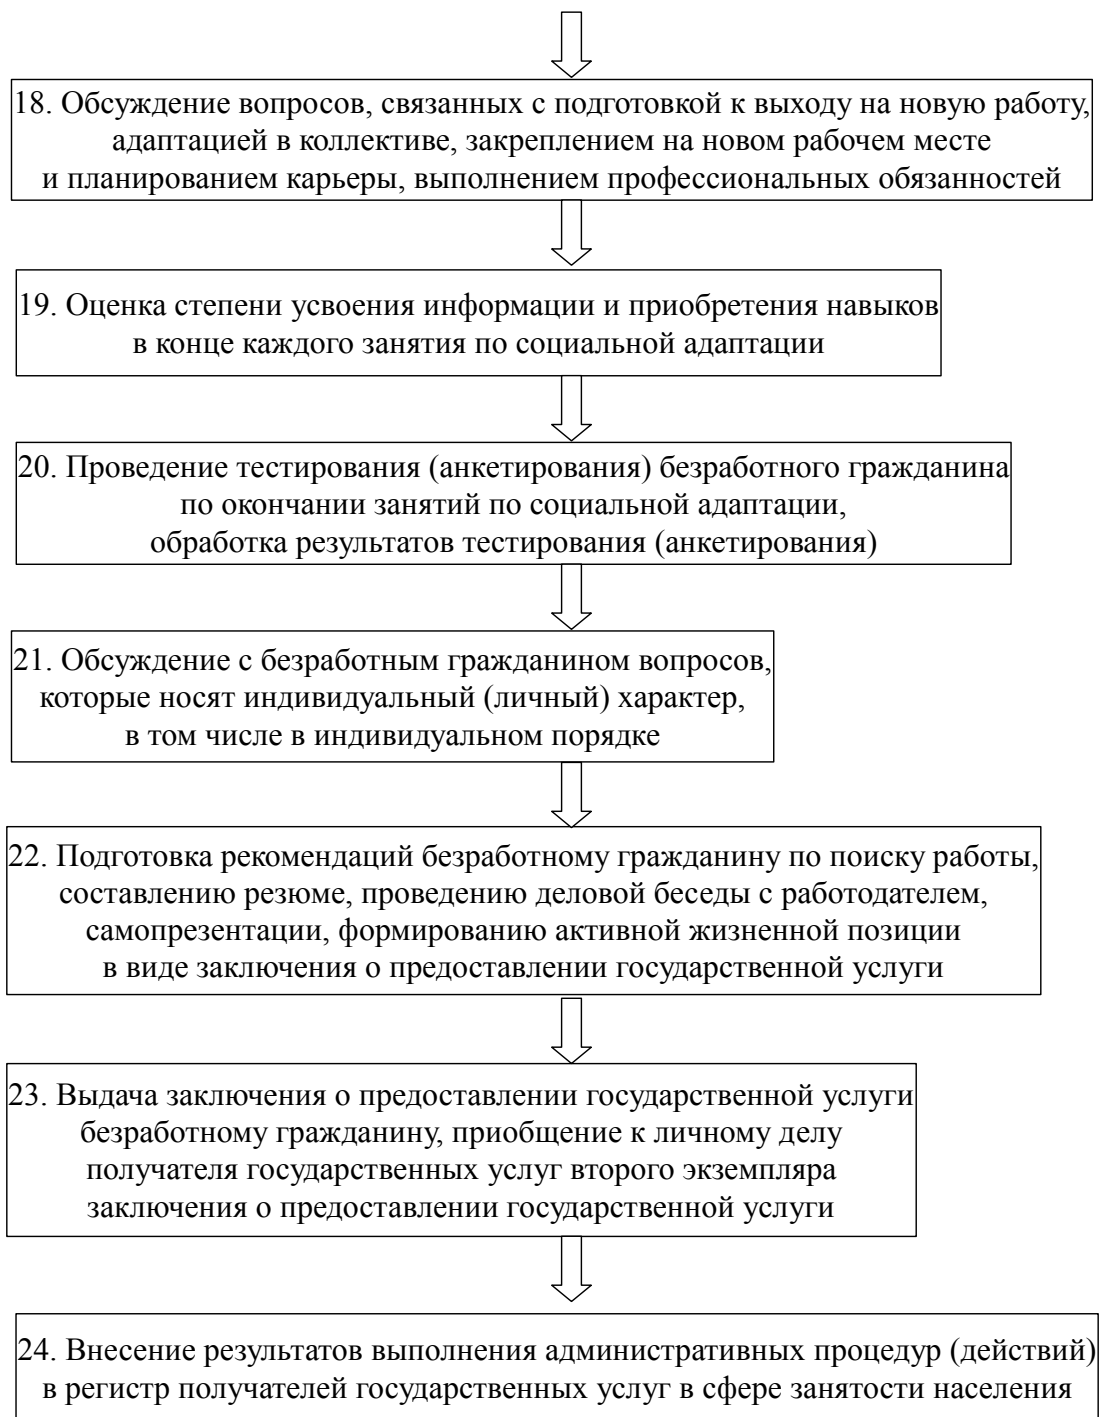 18. Обсуждение вопросов, связанных с подготовкой к выходу на новую работу,
адаптацией в коллективе, закреплением на новом рабочем месте
и планированием карьеры, выполнением профессиональных обязанностей
19. Оценка степени усвоения информации и приобретения навыков
в конце каждого занятия по социальной адаптации
20. Проведение тестирования (анкетирования) безработного гражданина
по окончании занятий по социальной адаптации,
обработка результатов тестирования (анкетирования)
21. Обсуждение с безработным гражданином вопросов,
которые носят индивидуальный (личный) характер,
в том числе в индивидуальном порядке
22. Подготовка рекомендаций безработному гражданину по поиску работы,
составлению резюме, проведению деловой беседы с работодателем,
самопрезентации, формированию активной жизненной позиции
в виде заключения о предоставлении государственной услуги
23. Выдача заключения о предоставлении государственной услуги
безработному гражданину, приобщение к личному делу
получателя государственных услуг второго экземпляра
заключения о предоставлении государственной услуги
24. Внесение результатов выполнения административных процедур (действий)
в регистр получателей государственных услуг в сфере занятости населения